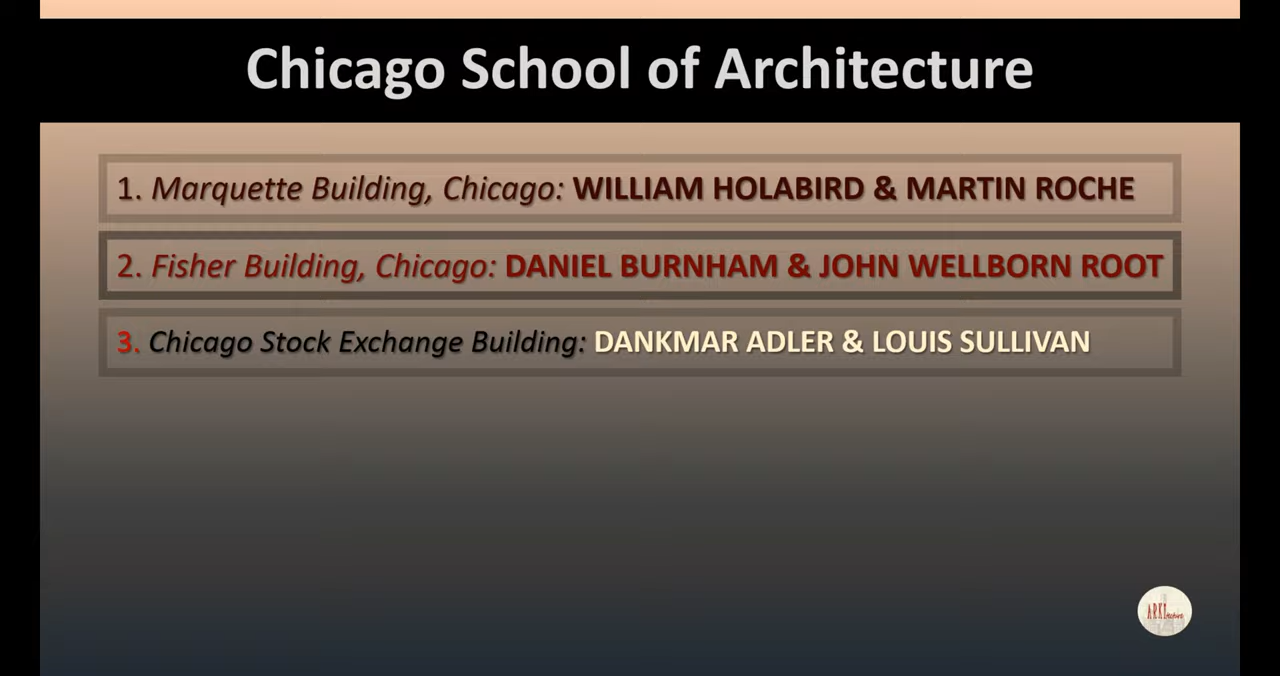 Chicago School of Architecture
1. Marquette Building, Chicago: WILLIAM HOLABIRD & MARTIN ROCHE
2. Fisher Building, Chicago: DANIEL BURNHAM & JOHN WELLBORN ROOT
3. Chicago Stock Exchange Building: DANKMAR ADLER & LOUIS SULLIVAN
ARKItecture